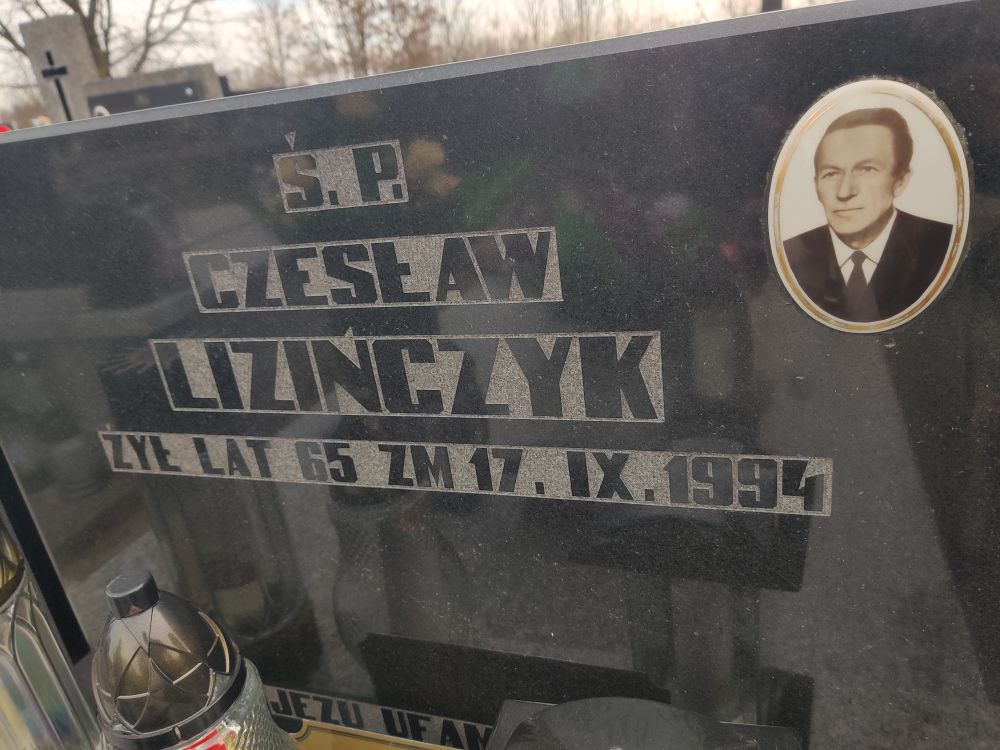 Ś. P.
CZESŁAW
LIZIŃCZYK
ŻYŁ LAT 65 ZM 17. IX. 1994
JEZU UFAM